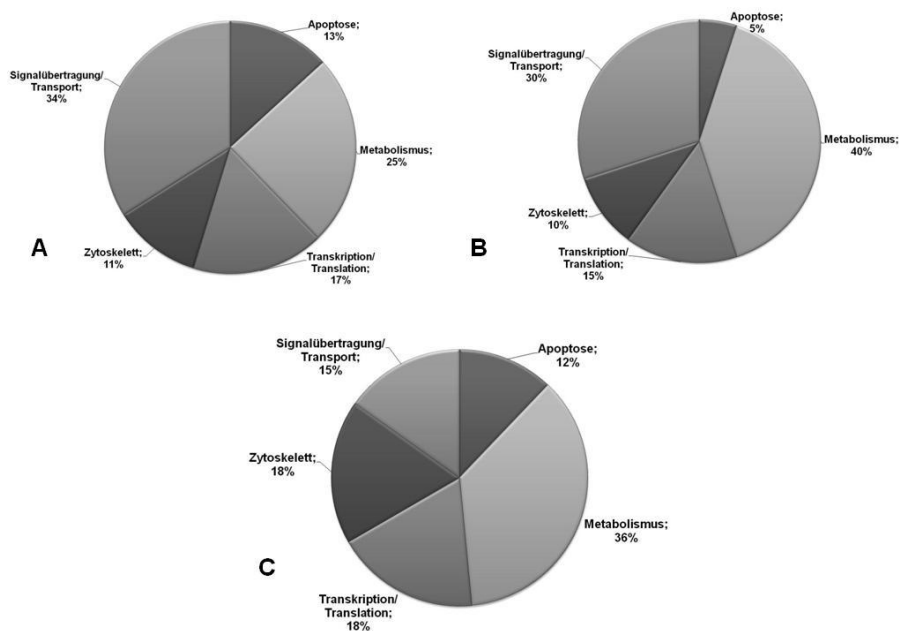 Apoptose;
13%
Metabolismus;
25%
Transkription/
Translation;
17%
Zytoskelett;
11%
Signalübertragung/
Transport;
34%
A
Apoptose;
5%
Metabolismus;
40%
Transkription/
Translation;
15%
Zytoskelett;
10%
Signalübertragung/
Transport;
30%
B
Apoptose;
12%
Metabolismus;
36%
Transkription/
Translation;
18%
Zytoskelett;
18%
Signalübertragung/
Transport;
15%
C